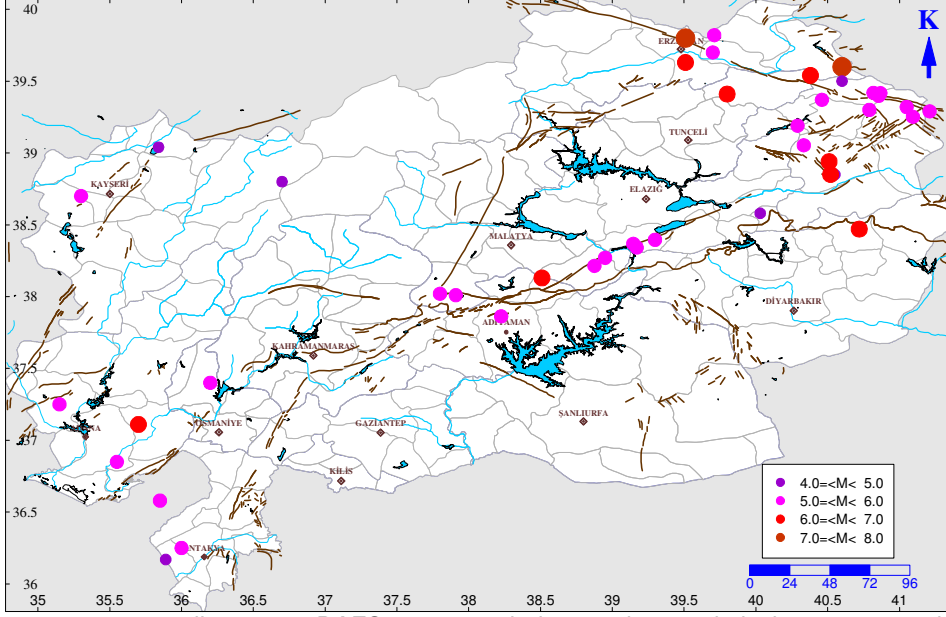 40
K
ERZİNCAN
39.5
TUNCELİ
39
KAYSERİ
ELAZIĞ
38.5
MALATYA
38
DİYARBAKIR
ADIYAMAN
KAHRAMANMARAŞ
37.5
ŞANLIURFA
OSMANİYE
GAZİANTEP
37
KİLİS
4.0=<M< 5.0
36.5
5.0=<M< 6.0
6.0=<M< 7.0
7.0=<M< 8.0
36
0 24 48 72 96
35 35.5 36 36.5 37 37.5 38 38.5 39 39.5 40 40.5 41